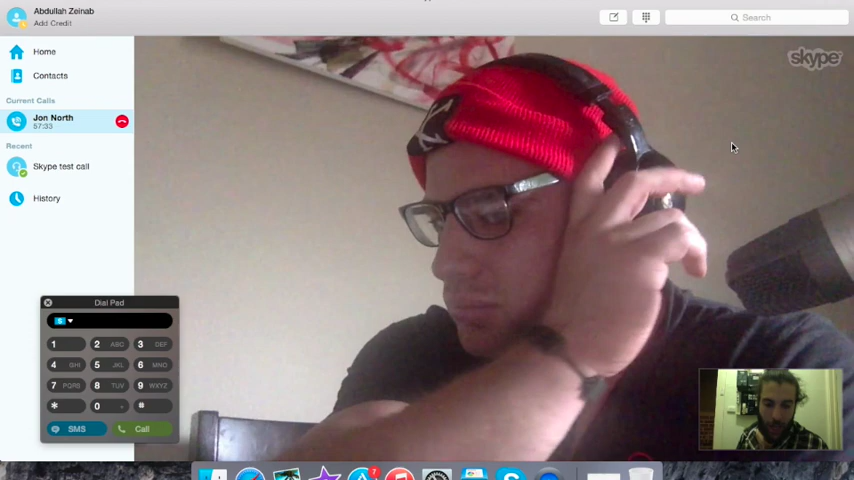 Abdullah Zeinab
Add Credit
Search
Home
Contacts
Current Calls
Jon North
57:33
Recent
Skype test call
History
skype
Dial Pad
S
1
2 ABC
3 DEF
4 GHI
5 JKL
6 MNO
7 PQRS
8 TUV
9 WXYZ
*
0 +
#
SMS
Call
7